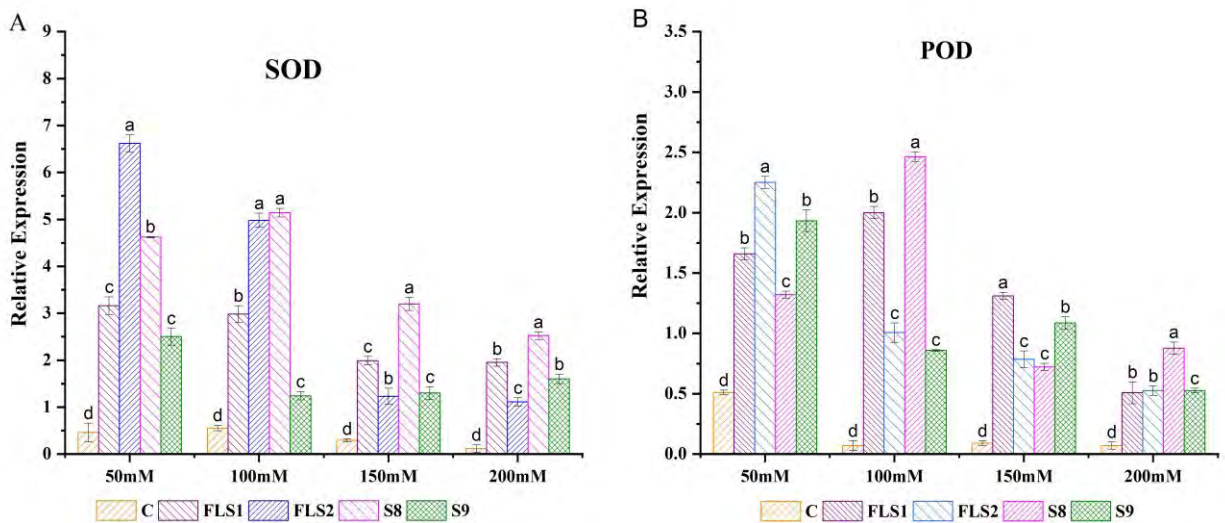 A
SOD
Relative Expression
9
8
7
6
5
4
3
2
1
0
d c a b c
d b a a c
d c b a c
d b c a b
50mM 100mM 150mM 200mM
C FLS1 FLS2 S8 S9
B
POD
Relative Expression
3.5
3.0
2.5
2.0
1.5
1.0
0.5
0.0
d b a c b
d b c a c
d a c c b
d b b a c
50mM 100mM 150mM 200mM
C FLS1 FLS2 S8 S9